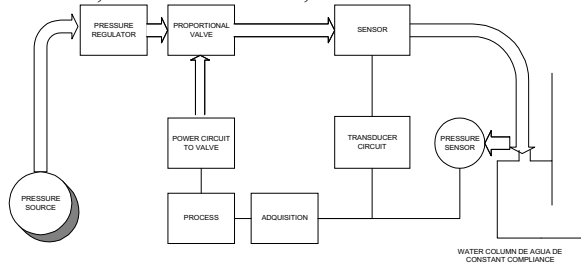 PRESSURE
REGULATOR
PROPORTIONAL
VALVE
SENSOR
POWER CIRCUIT
TO VALVE
TRANSDUCER
CIRCUIT
PRESSURE
SENSOR
PRESSURE
SOURCE
PROCESS
ADQUISITION
WATER COLUMN DE AGUA DE
CONSTANT COMPLIANCE